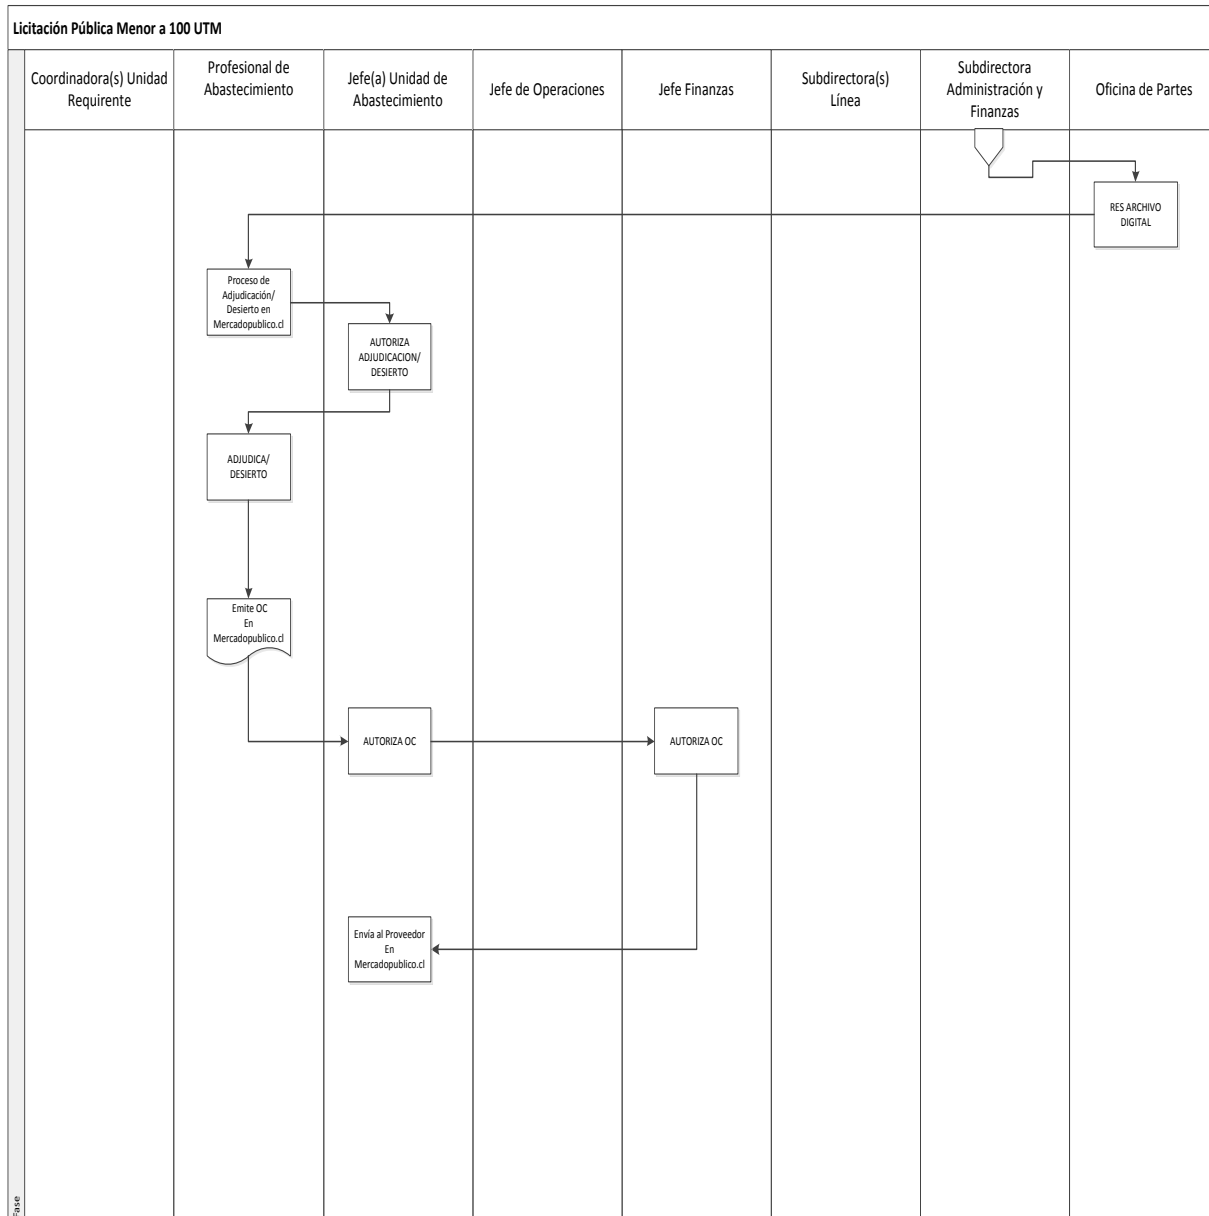 Licitación Pública Menor a 100 UTM
Coordinadora(s) Unidad
Requirente
Profesional de
Abastecimiento
Jefe(a) Unidad de
Abastecimiento
Jefe de Operaciones
Jefe Finanzas
Subdirectora(s)
Línea
Subdirectora
Administración y
Finanzas
Oficina de Partes
RES ARCHIVO
DIGITAL
Proceso de
Adjudicación/
Desierto en
Mercadopublico.cl
AUTORIZA
ADJUDICACION/
DESIERTO
ADJUDICA/
DESIERTO
Emite OC
En
Mercadopublico.cl
AUTORIZA OC
AUTORIZA OC
Envía al Proveedor
En
Mercadopublico.cl
Fase